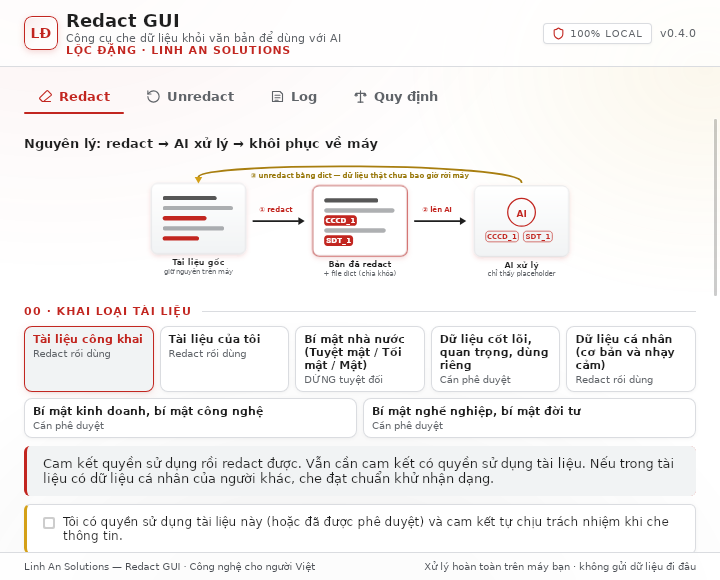 LĐ
Redact GUI
Công cụ che dữ liệu khỏi văn bản để dùng với AI
LỘC ĐẶNG · LINH AN SOLUTIONS
100% LOCAL
v0.4.0
Redact
Unredact
Log
Quy định
Nguyên lý: redact → AI xử lý → khôi phục về máy
③ unredact bằng dict — dữ liệu thật chưa bao giờ rời máy
① redact
② lên AI
CCCD_1
SĐT_1
AI
CCCD_1
SĐT_1
Tài liệu gốc
giữ nguyên trên máy
Bản đã redact
+ file dict (chìa khóa)
AI xử lý
chỉ thấy placeholder
00 · KHAI LOẠI TÀI LIỆU
Tài liệu công khai
Redact rồi dùng
Tài liệu của tôi
Redact rồi dùng
Bí mật nhà nước
(Tuyệt mật / Tối
mật / Mật)
DỪNG tuyệt đối
Dữ liệu cốt lõi,
quan trọng, dùng
riêng
Cần phê duyệt
Dữ liệu cá nhân
(cơ bản và nhạy
cảm)
Redact rồi dùng
Bí mật kinh doanh, bí mật công nghệ
Cần phê duyệt
Bí mật nghề nghiệp, bí mật đời tư
Cần phê duyệt
Cam kết quyền sử dụng rồi redact được. Vẫn cần cam kết có quyền sử dụng tài liệu. Nếu trong tài
liệu có dữ liệu cá nhân của người khác, che đạt chuẩn khử nhận dạng.
Tôi có quyền sử dụng tài liệu này (hoặc đã được phê duyệt) và cam kết tự chịu trách nhiệm khi che
thông tin.
Linh An Solutions — Redact GUI · Công nghệ cho người Việt
Xử lý hoàn toàn trên máy bạn · không gửi dữ liệu đi đâu